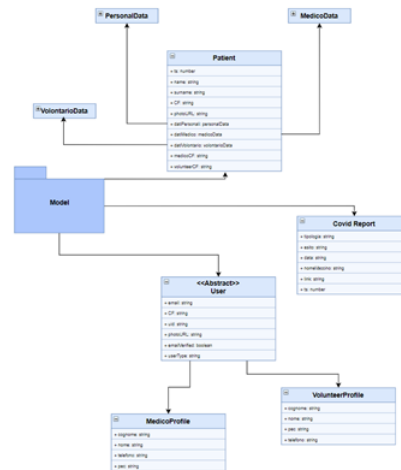 PersonalData
MedicoData
Patient
+ ts: number
+ name: string
+ surname: string
+ CF: string
+ photoURL: string
+ datiPersonali: personalData
+ datiMedico: medicoData
+ datiVolontario: volontarioData
+ medicoCF: string
+ volunteerCF: string
VolontarioData
Model
Covid Report
+ tipologia: string
+ esito: string
+ data: string
+ nomeVaccino: string
+ link: string
+ ts: number
<<Abstract>>
User
+ email: string
+ CF: string
+ uid: string
+ photoURL: string
+ emailVerified: boolean
+ userType: string
MedicoProfile
+ cognome: string
+ nome: string
+ telefono: string
+ pec: string
VolunteerProfile
+ cognome: string
+ nome: string
+ pec: string
+ telefono: string